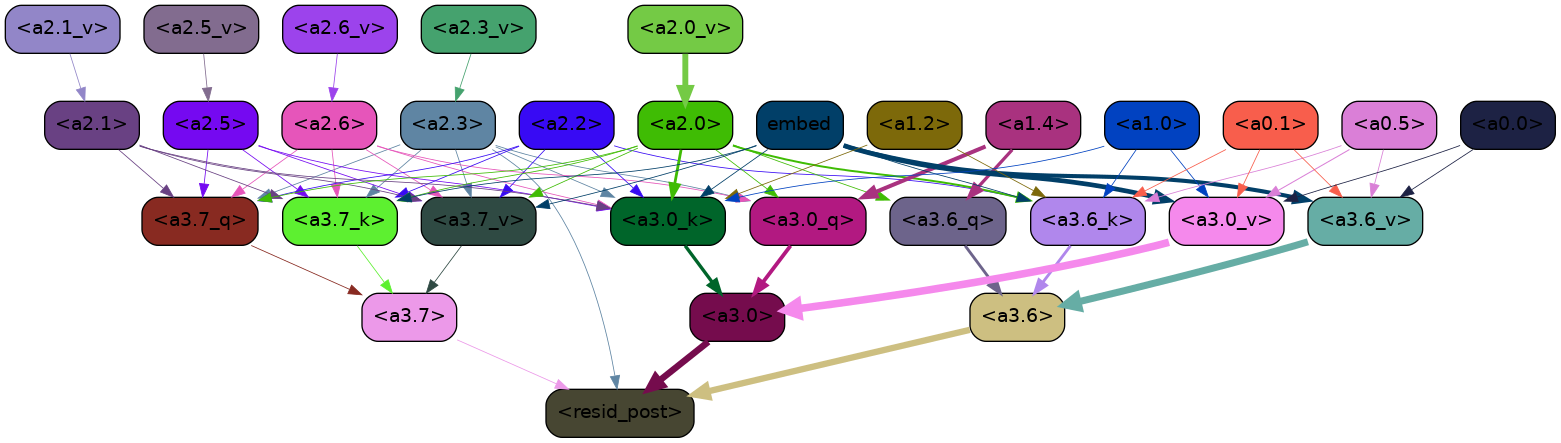 <a2.1_v> <a2.5_v> <a2.6_v> <a2.3_v> <a2.0_v>
<a2.1> <a2.5> <a2.6> <a2.3> <a2.2> <a2.0> embed <a1.2> <a1.4> <a1.0> <a0.1> <a0.5> <a0.0>
<a3.7_q> <a3.7_k> <a3.7_v> <a3.0_k> <a3.0_q> <a3.6_q> <a3.6_k> <a3.0_v> <a3.6_v>
<a3.7> <a3.0> <a3.6>
<resid_post>